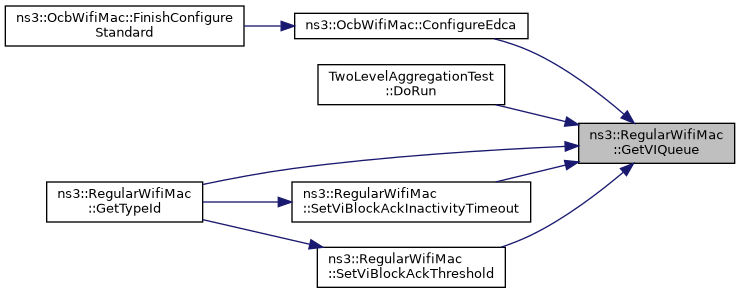 ns3::OcbWifiMac::FinishConfigure
Standard
ns3::OcbWifiMac::ConfigureEdca
TwoLevelAggregationTest
::DoRun
ns3::RegularWifiMac
::GetVIQueue
ns3::RegularWifiMac
::GetTypeId
ns3::RegularWifiMac
::SetViBlockAckInactivityTimeout
ns3::RegularWifiMac
::SetViBlockAckThreshold